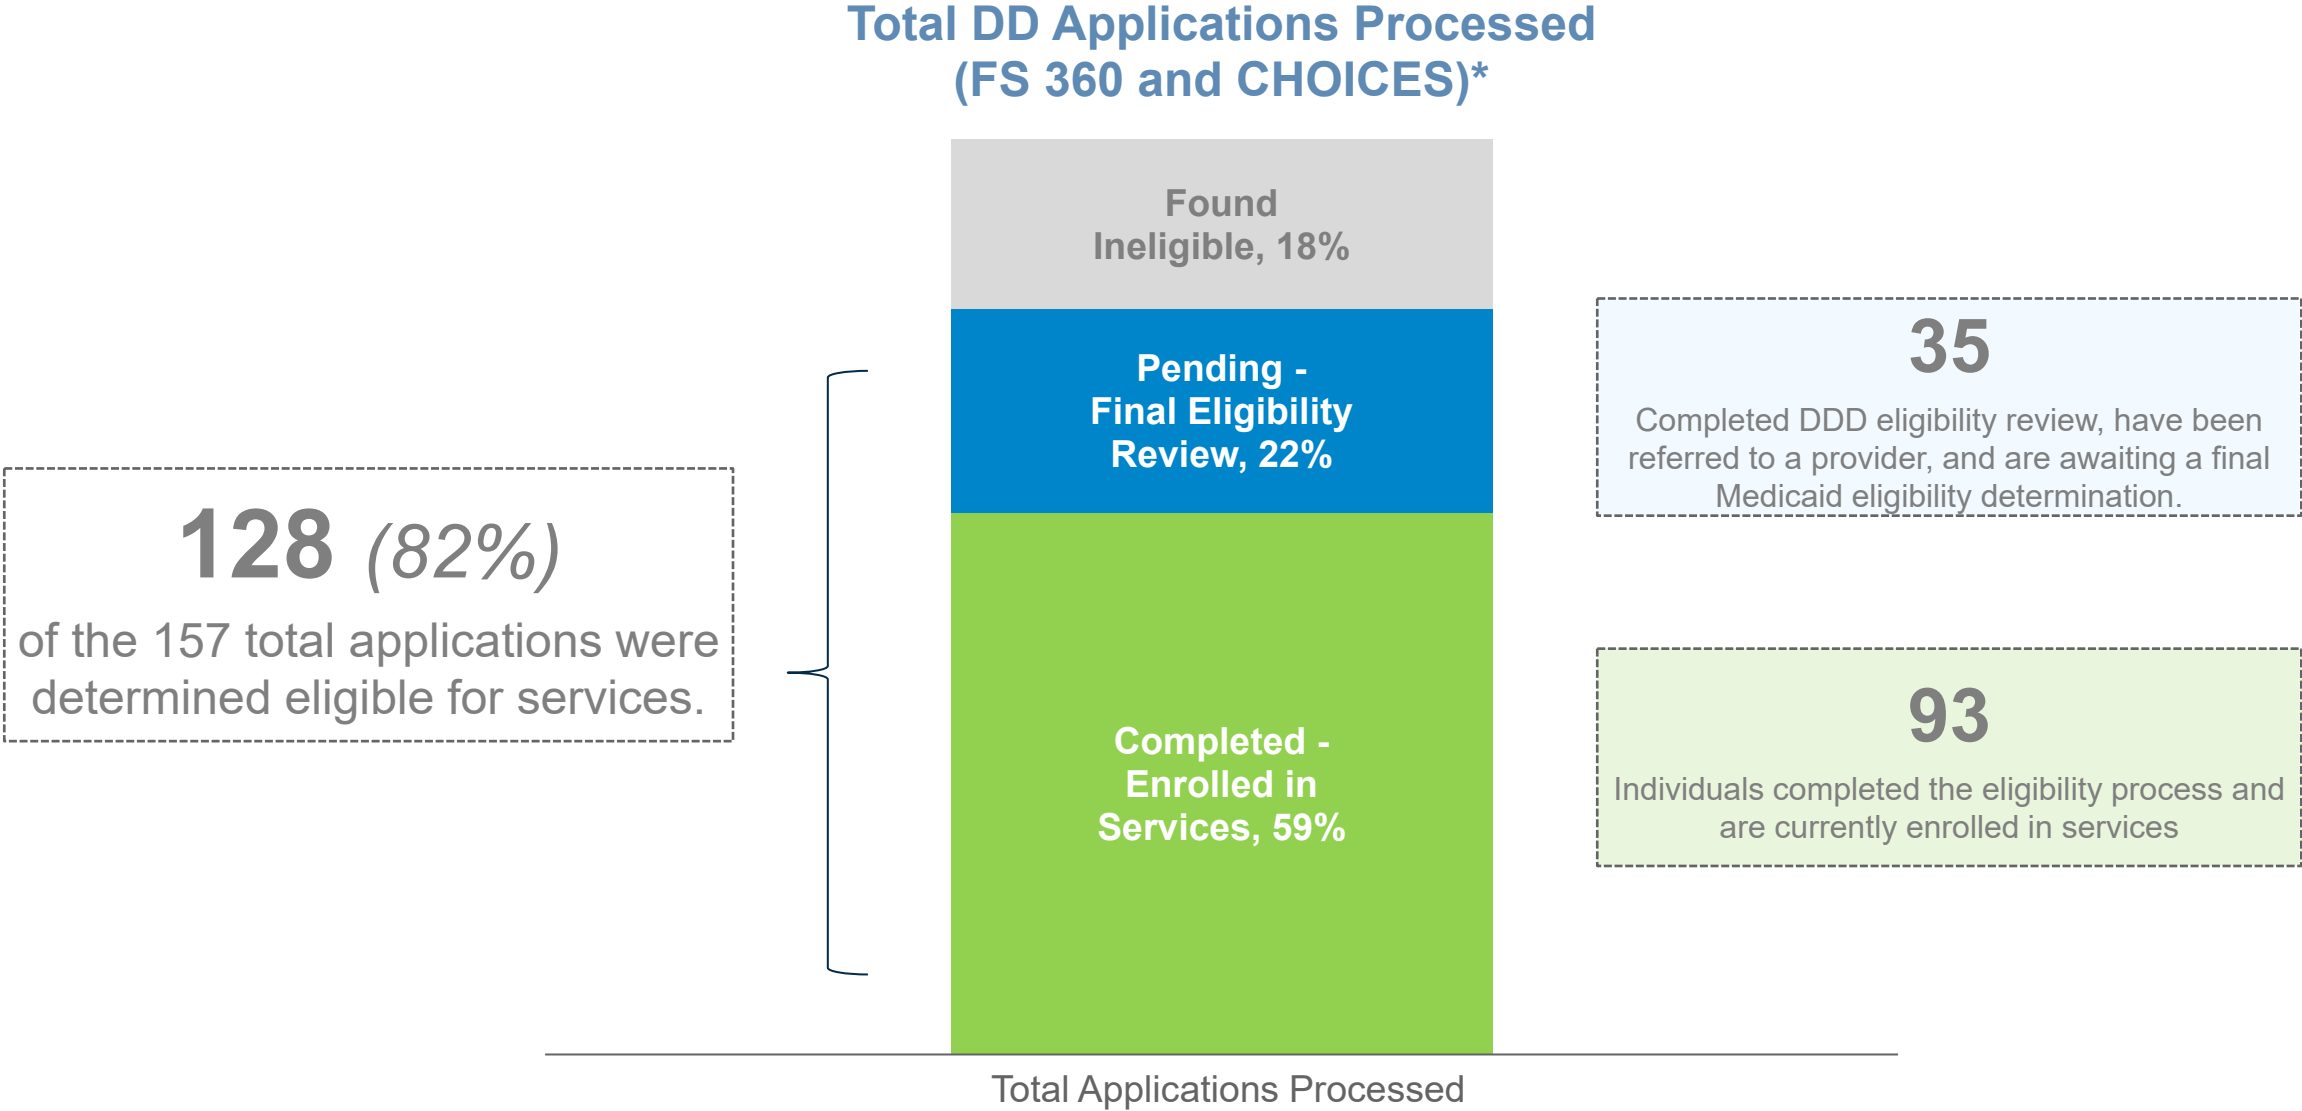 Total DD Applications Processed
(FS 360 and CHOICES)*
Found
Ineligible, 18%
Pending -
Final Eligibility
Review, 22%
Completed -
Enrolled in
Services, 59%
128 (82%)
of the 157 total applications were
determined eligible for services.
35
Completed DDD eligibility review, have been
referred to a provider, and are awaiting a final
Medicaid eligibility determination.
93
Individuals completed the eligibility process and
are currently enrolled in services
Total Applications Processed